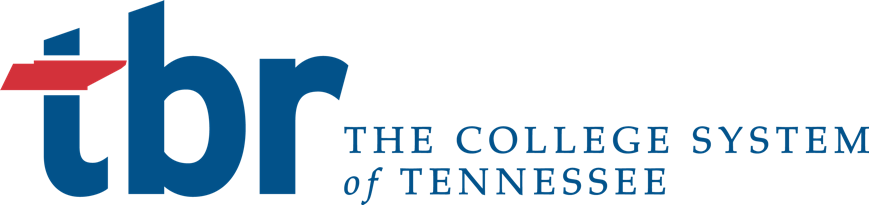 tbr
THE COLLEGE SYSTEM
of TENNESSEE